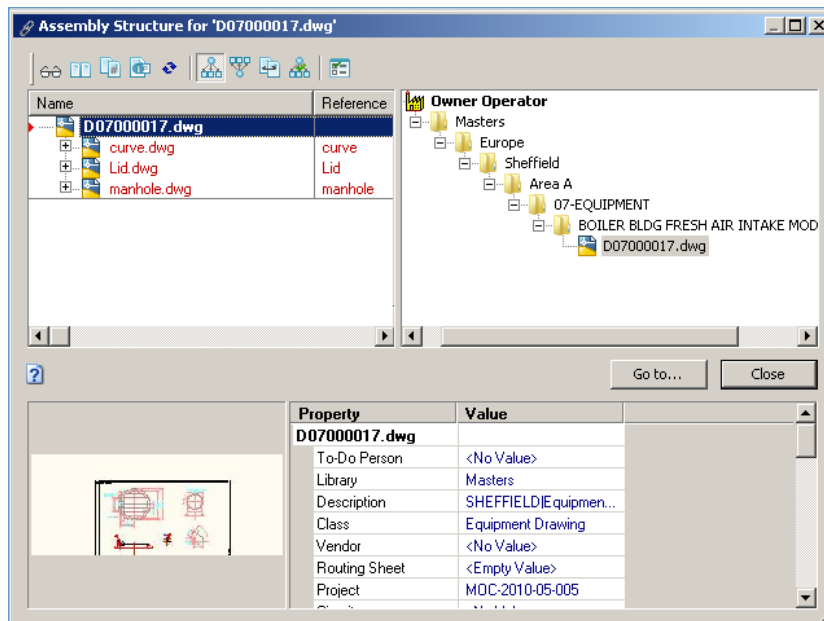 Assembly Structure for 'D07000017.dwg'
Name Reference
D07000017.dwg
curve.dwg curve
Lid.dwg Lid
manhole.dwg manhole
Owner Operator
Masters
Europe
Sheffield
Area A
07-EQUIPMENT
BOILER BLDG FRESH AIR INTAKE MOD
D07000017.dwg
Go to...
Close
Property Value
D07000017.dwg
To-Do Person <No Value>
Library Masters
Description SHEFFIELD|Equipmen...
Class Equipment Drawing
Vendor <No Value>
Routing Sheet <Empty Value>
Project MOC-2010-05-005